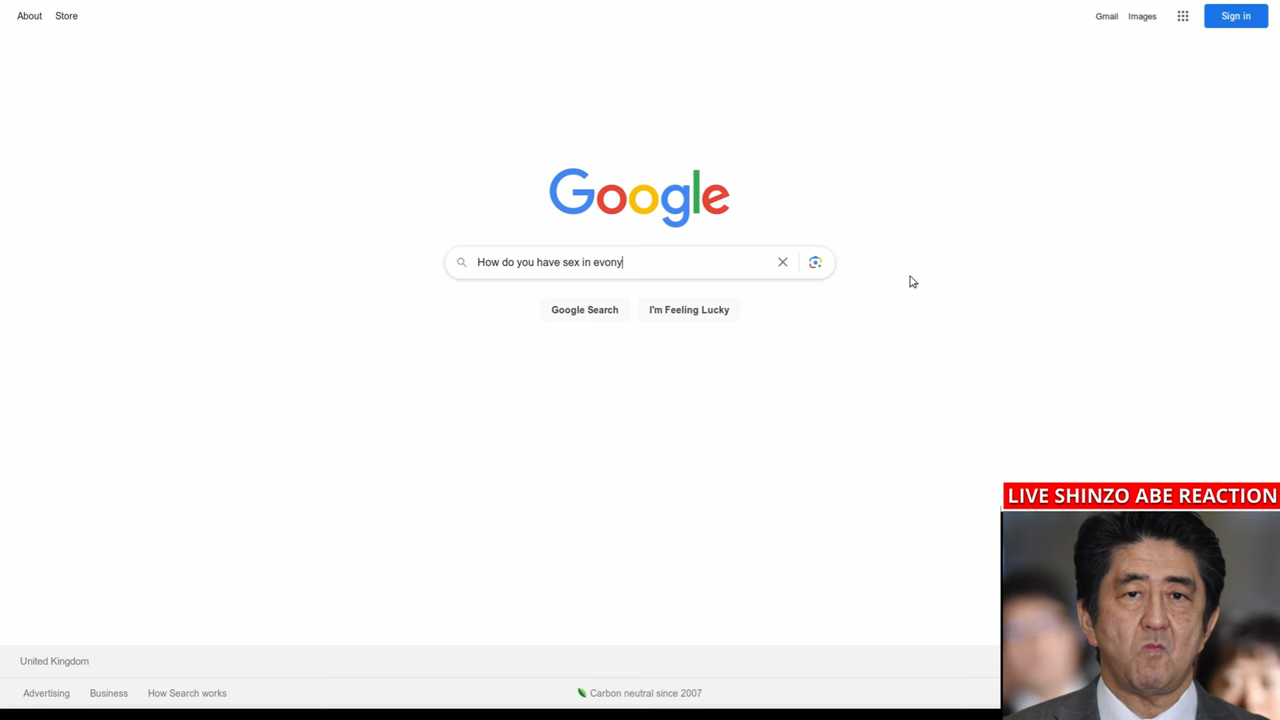 About Store
Gmail Images
Sign in
Google
How do you have sex in evony
Google Search
I'm Feeling Lucky
LIVE SHINZO ABE REACTION
United Kingdom
Advertising Business How Search works
Carbon neutral since 2007